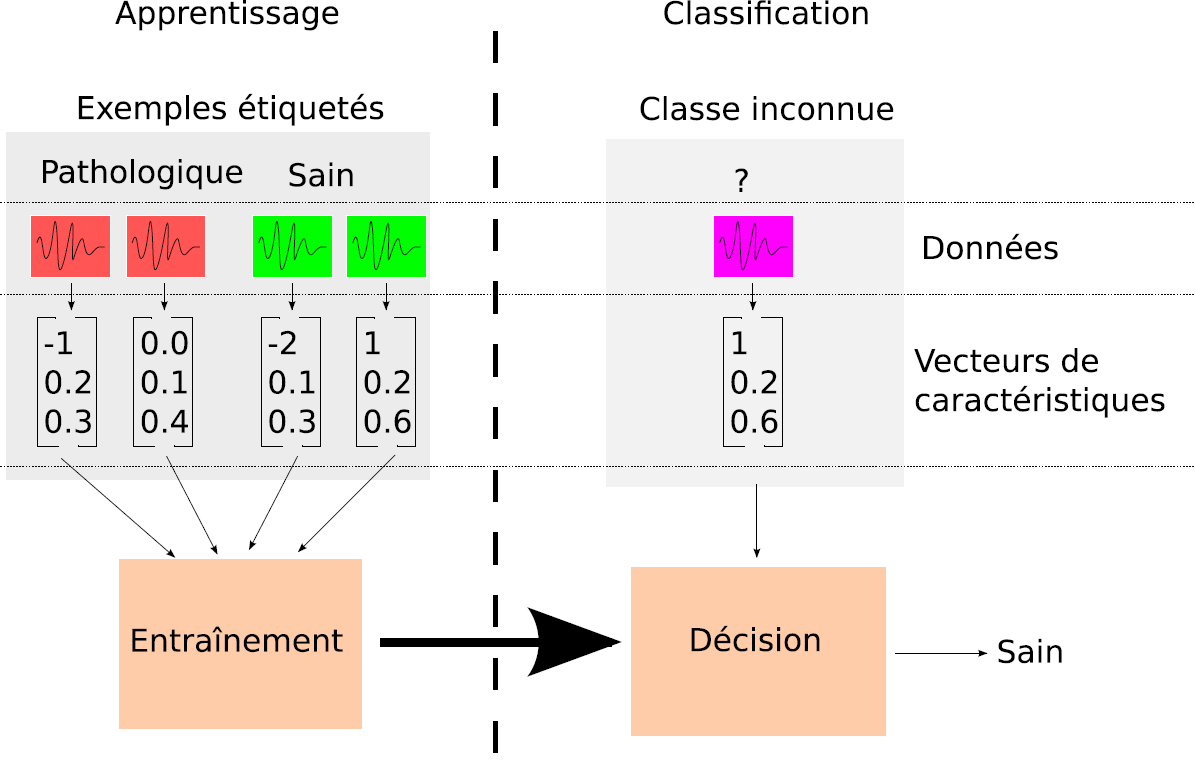 Apprentissage
Classification
Exemples étiquetés
Classe inconnue
Pathologique
Sain
?
Données
-1
0.2
0.3
0.0
0.1
0.4
-2
0.1
0.3
1
0.2
0.6
1
0.2
0.6
Vecteurs de
caractéristiques
Entraînement
Décision
Sain